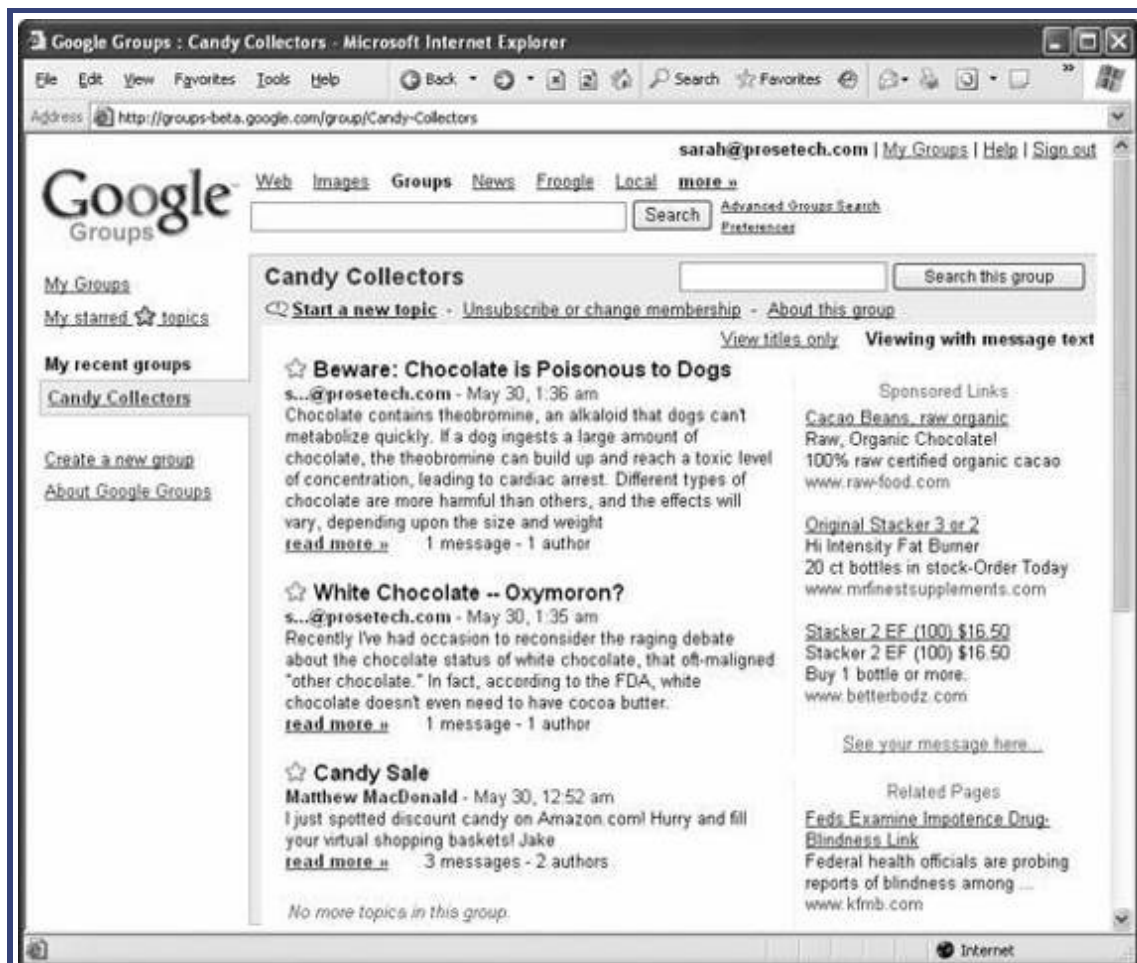 Google Groups : Candy Collectors - Microsoft Internet Explorer
File Edit View Favorites Tools Help Back Search Favorites »
Address http://groups-beta.google.com/group/Candy-Collectors
sarah@prosetech.com | My Groups | Help | Sign out
Google™
Groups
Web Images Groups News Froogle Local more »
Search Advanced Groups Search
Preferences
My Groups
My starred topics
My recent groups
Candy Collectors
Create a new group
About Google Groups
Candy Collectors Search this group
Start a new topic - Unsubscribe or change membership - About this group
View titles only Viewing with message text
Beware: Chocolate is Poisonous to Dogs
s...@prosetech.com - May 30, 1:36 am
Chocolate contains theobromine, an alkaloid that dogs can't
metabolize quickly. If a dog ingests a large amount of
chocolate, the theobromine can build up and reach a toxic level
of concentration, leading to cardiac arrest. Different types of
chocolate are more harmful than others, and the effects will
vary, depending upon the size and weight
read more » 1 message - 1 author
White Chocolate -- Oxymoron?
s...@prosetech.com - May 30, 1:35 am
Recently I've had occasion to reconsider the raging debate
about the chocolate status of white chocolate, that oft-maligned
"other chocolate." In fact, according to the FDA, white
chocolate doesn't even need to have cocoa butter.
read more » 1 message - 1 author
Candy Sale
Matthew MacDonald - May 30, 12:52 am
I just spotted discount candy on Amazon.com! Hurry and fill
your virtual shopping baskets! Jake
read more » 3 messages - 2 authors
No more topics in this group.
Sponsored Links
Cacao Beans, raw organic
Raw, Organic Chocolate!
100% raw certified organic cacao
www.raw-food.com
Original Stacker 3 or 2
Hi Intensity Fat Burner
20 ct bottles in stock-Order Today
www.mrfinestsupplements.com
Stacker 2 EF (100) $16.50
Stacker 2 EF (100) $16.50
Buy 1 bottle or more.
www.betterbodz.com
See your message here...
Related Pages
Feds Examine Impotence Drug-
Blindness Link
Federal health officials are probing
reports of blindness among ...
www.kfmb.com
Internet